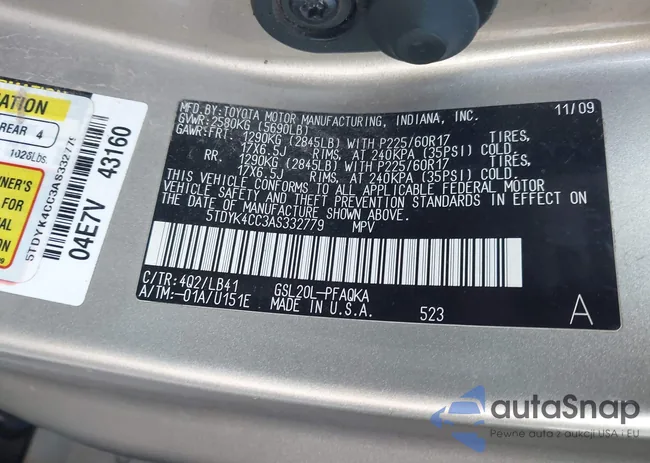 MFD. BY: TOYOTA MOTOR MANUFACTURING, INDIANA, INC. 11/09
GVWR: 2580KG (5690LB)
GAWR: FRT. 1290KG (2845LB) WITH P225/60R17 TIRES,
17X6.5J RIMS, AT 240KPA (35PSI) COLD.
RR. 1290KG (2845LB) WITH P225/60R17 TIRES,
17X6.5J RIMS, AT 240KPA (35PSI) COLD.
THIS VEHICLE CONFORMS TO ALL APPLICABLE FEDERAL MOTOR
VEHICLE SAFETY AND THEFT PREVENTION STANDARDS IN EFFECT ON
THE DATE OF MANUFACTURE SHOWN ABOVE.
5TDYK4CC3AS332779 MPV
C/TR: 4Q2/LB41 GSL20L-PFAQKA
A/TM: -01A/U151E MADE IN U.S.A. 523 A
REAR 4
1026Lbs.
5TDYK4CC3AS332779
04E7V 43160
autoSnap
Pewne auta z aukcji USA i EU